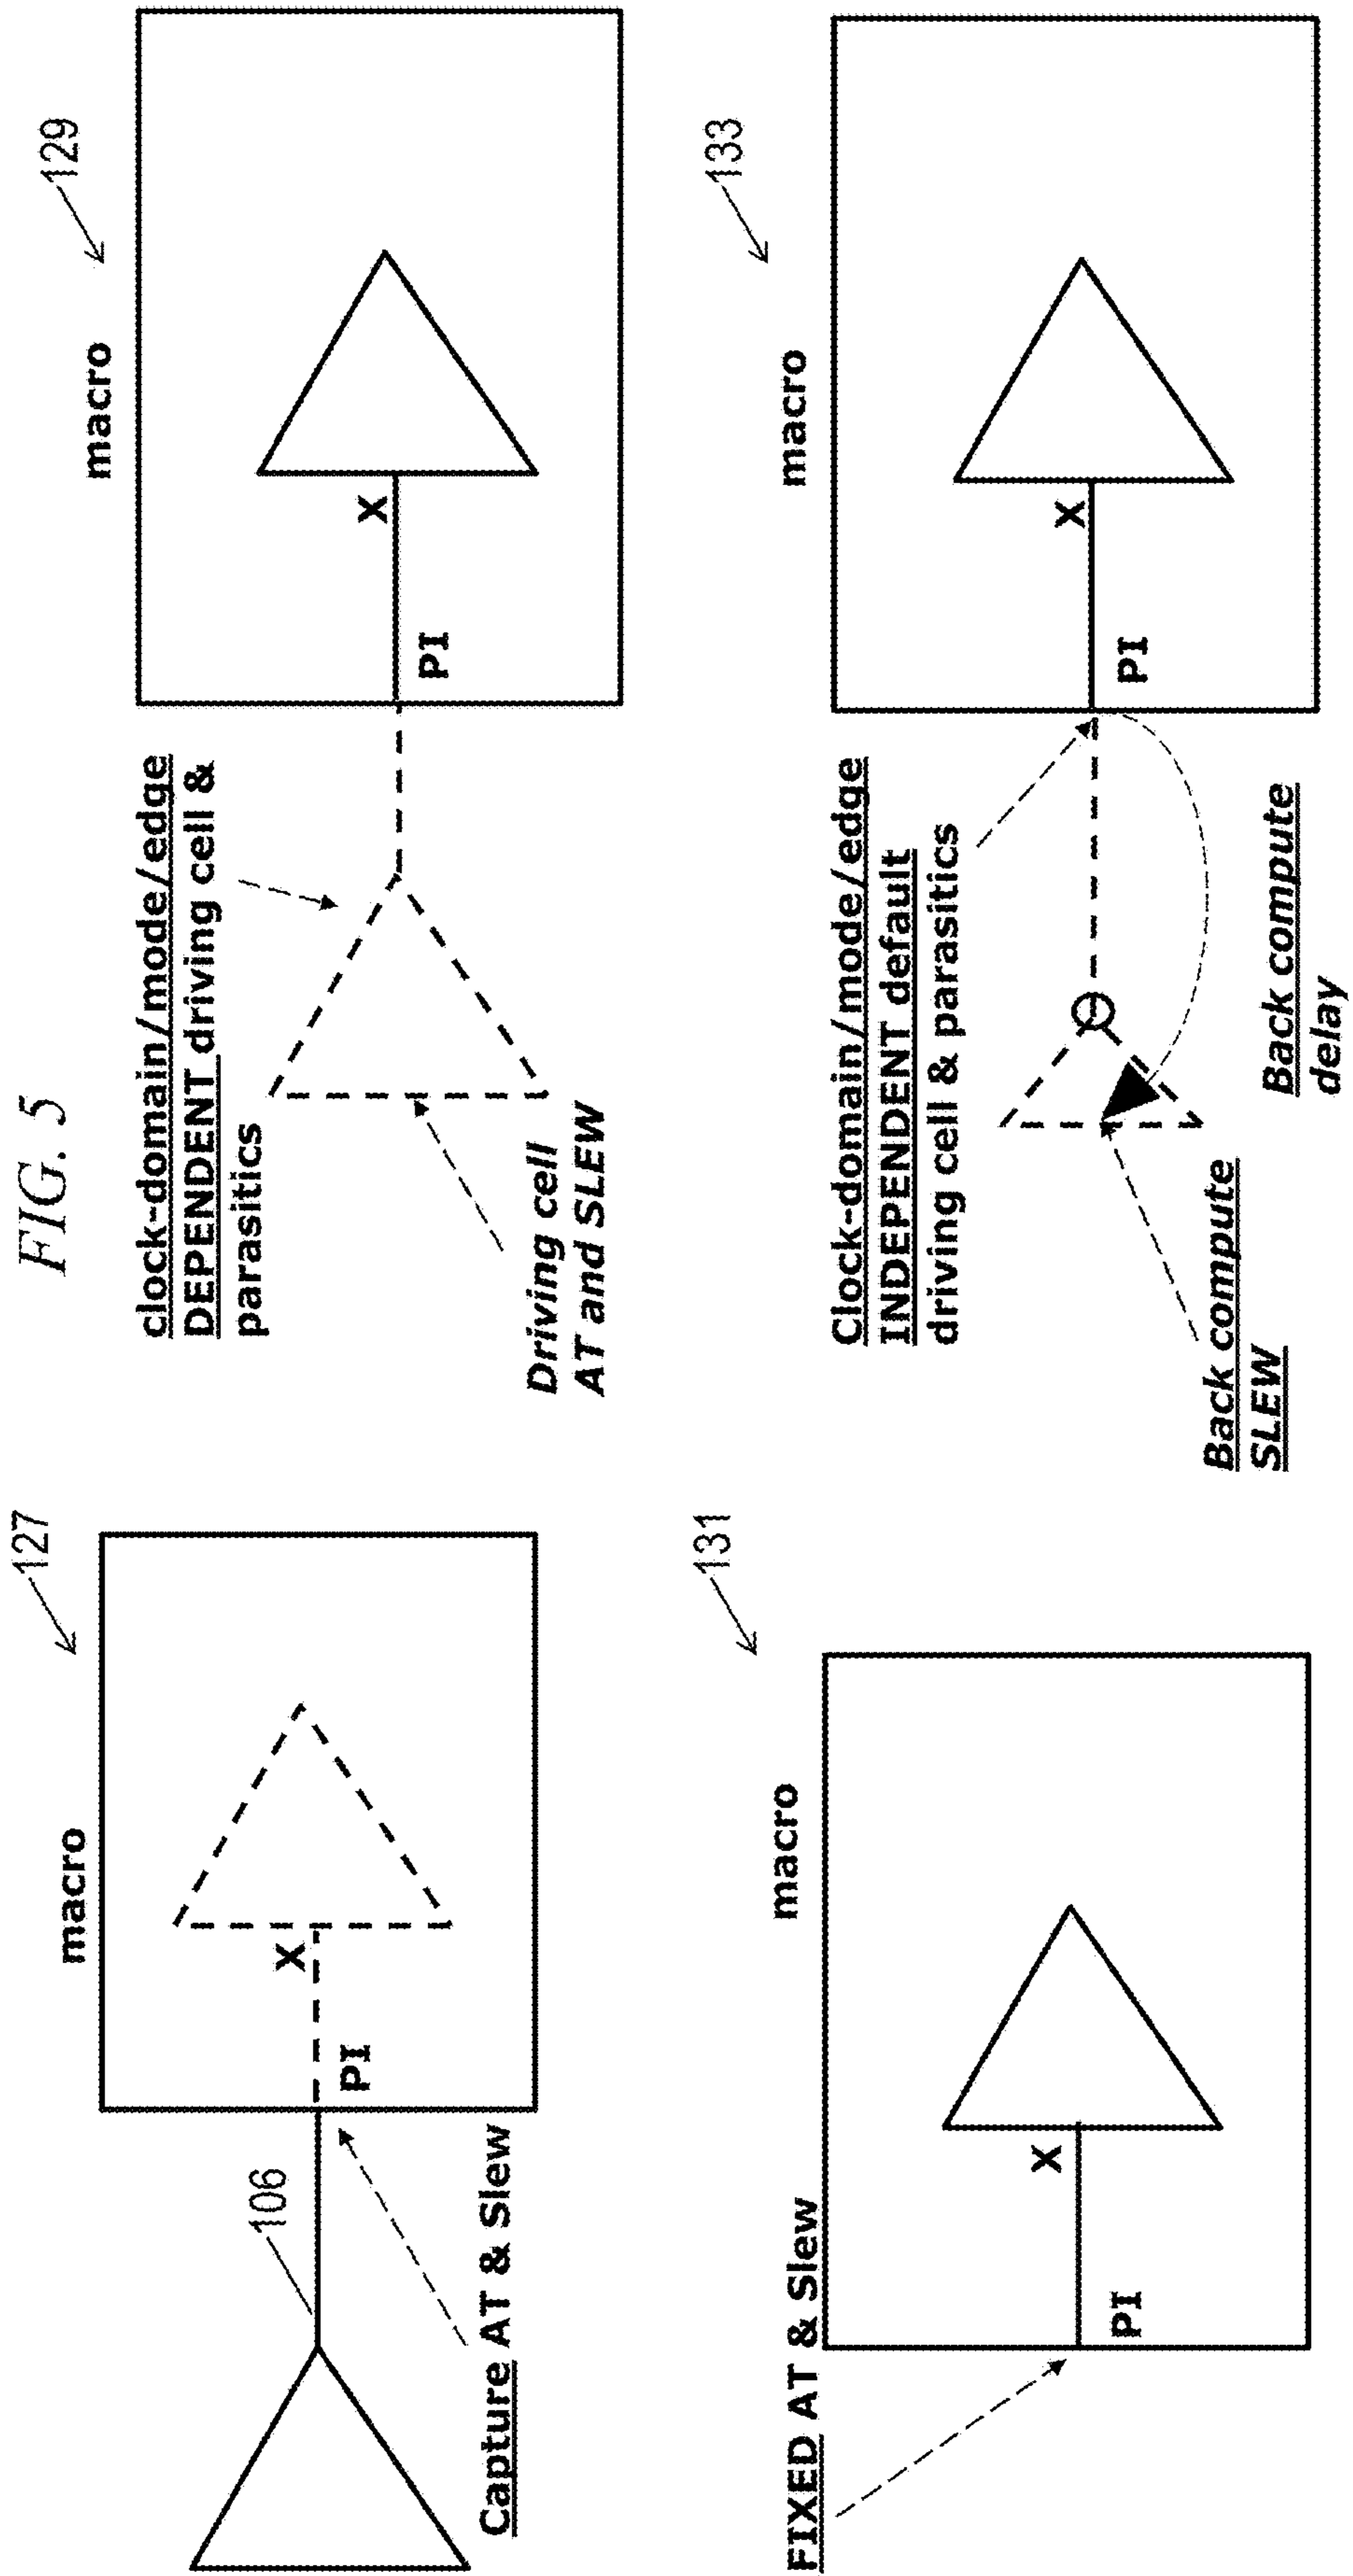 FIG. 5
127
macro
106
X
PI
Capture AT & Slew
129
macro
clock-domain/mode/edge
DEPENDENT driving cell &
parasitics
X
PI
Driving cell
AT and SLEW
131
macro
FIXED AT & Slew
X
PI
133
macro
Clock-domain/mode/edge
INDEPENDENT default
driving cell & parasitics
X
PI
Back compute
SLEW
Back compute
delay